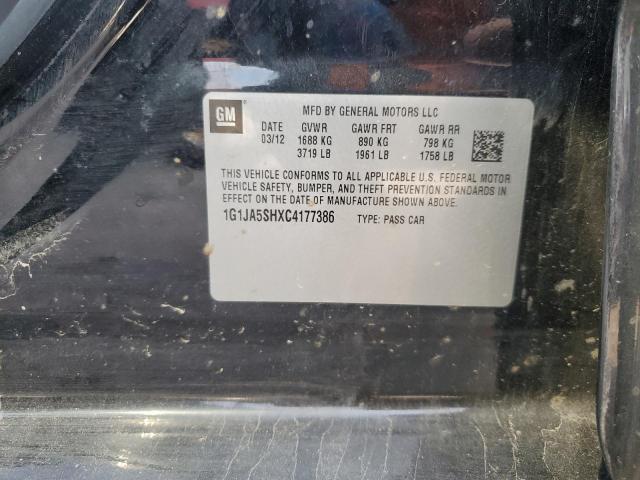 GM
MFD BY GENERAL MOTORS LLC
DATE GVWR GAWR FRT GAWR RR
03/12 1688 KG 890 KG 798 KG
3719 LB 1961 LB 1758 LB
THIS VEHICLE CONFORMS TO ALL APPLICABLE U.S. FEDERAL MOTOR
VEHICLE SAFETY, BUMPER, AND THEFT PREVENTION STANDARDS IN
EFFECT ON THE DATE OF MANUFACTURE SHOWN ABOVE.
1G1JA5SHXC4177386 TYPE: PASS CAR